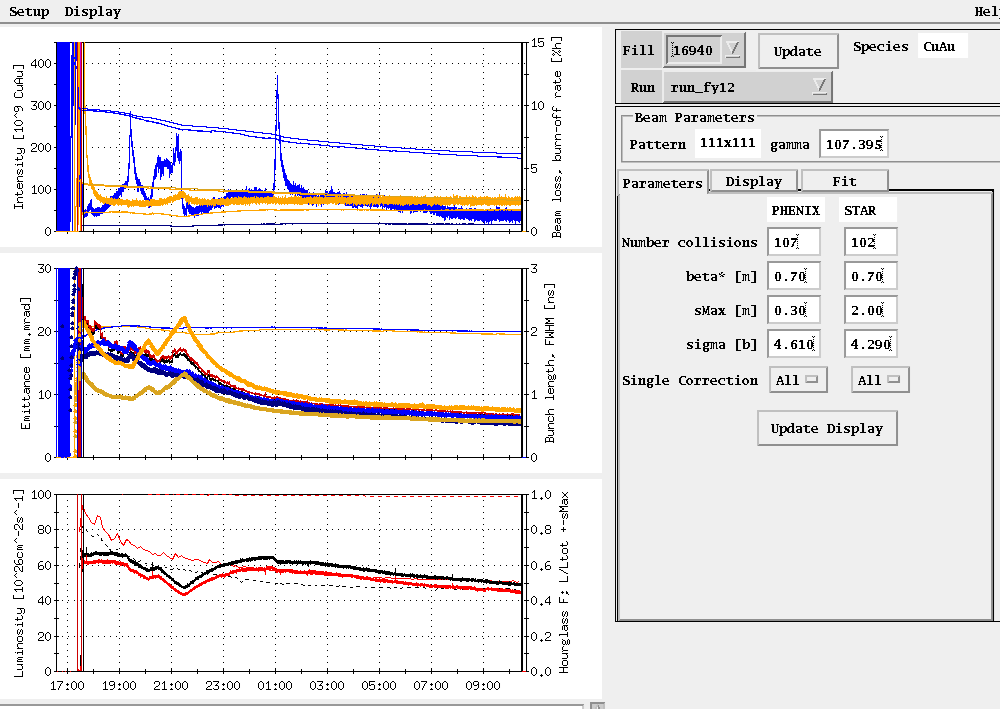 Setup Display
Intensity [10^9 CuAu]
400
300
200
100
0
15
10
5
0
Beam loss, burn-off rate [%h]
Emittance [mm.mrad]
30
20
10
0
3
2
1
0
Bunch length, FWHM [ns]
Luminosity [10^26cm^-2s^-1]
100
80
60
40
20
0
1.0
0.8
0.6
0.4
0.2
0.0
Hourglass F; L/Ltot +-sMax
17:00 19:00 21:00 23:00 01:00 03:00 05:00 07:00 09:00
Fill 16940 Update Species CuAu
Run run_fy12
Beam Parameters
Pattern 111x111 gamma 107.395
Parameters Display Fit
PHENIX STAR
Number collisions 107 102
beta* [m] 0.70 0.70
sMax [m] 0.30 2.00
sigma [b] 4.610 4.290
Single Correction All All
Update Display